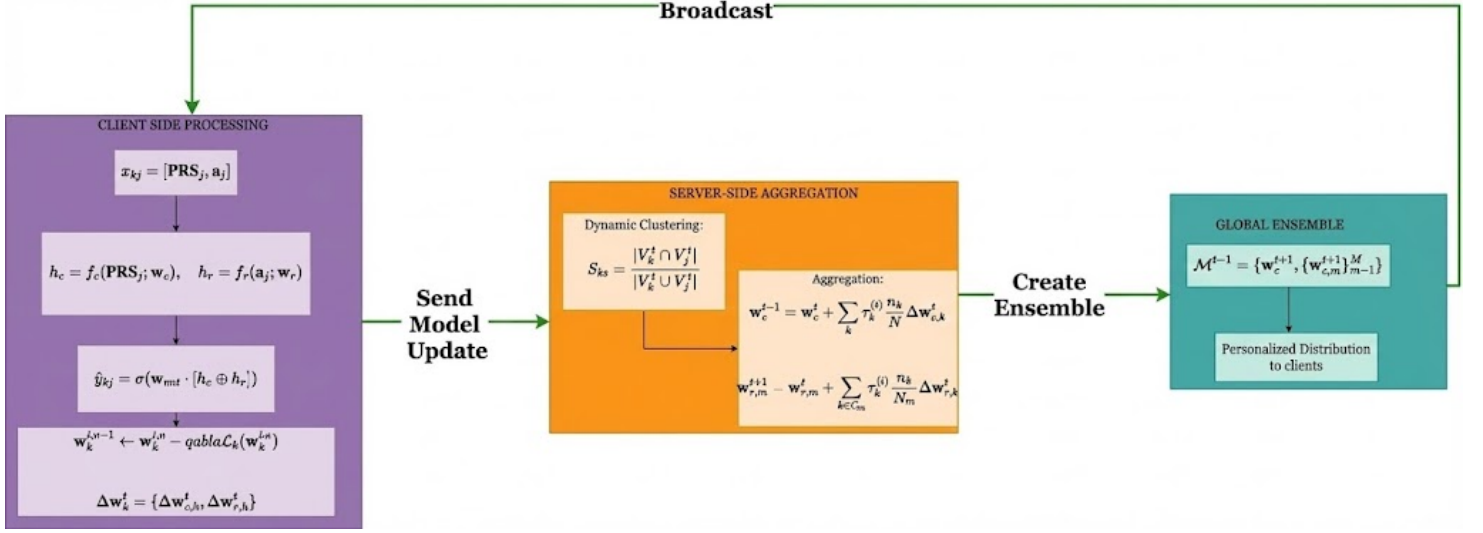 Broadcast
CLIENT SIDE PROCESSING
x_{kj} = [PRS_j, a_j]
h_c = f_c(PRS_j; w_c), h_r = f_r(a_j; w_r)
ŷ_{kj} = σ(w_{mt} · [h_c ⊕ h_r])
w_k^{i,n-1} ← w_k^{i,n} − qablaL_k(w_k^{i,n})
Δw_k^t = {Δw_{c,h}^t, Δw_{r,h}^t}
Send
Model
Update
SERVER-SIDE AGGREGATION
Dynamic Clustering:
S_{ks} = |V_k^t ∩ V_j^t| / |V_k^t ∪ V_j^t|
Aggregation:
w_c^{t-1} = w_c^t + ∑_k τ_k^{(i)} n_k/N Δw_{c,k}^t
w_{r,m}^{t+1} − w_{r,m}^t + ∑_{k∈C_m} τ_k^{(i)} n_k/N_m Δw_{r,k}^t
Create
Ensemble
GLOBAL ENSEMBLE
M^{t-1} = {w_c^{t+1}, {w_{c,m}^{t+1}}_{m-1}^M}
Personalized Distribution
to clients